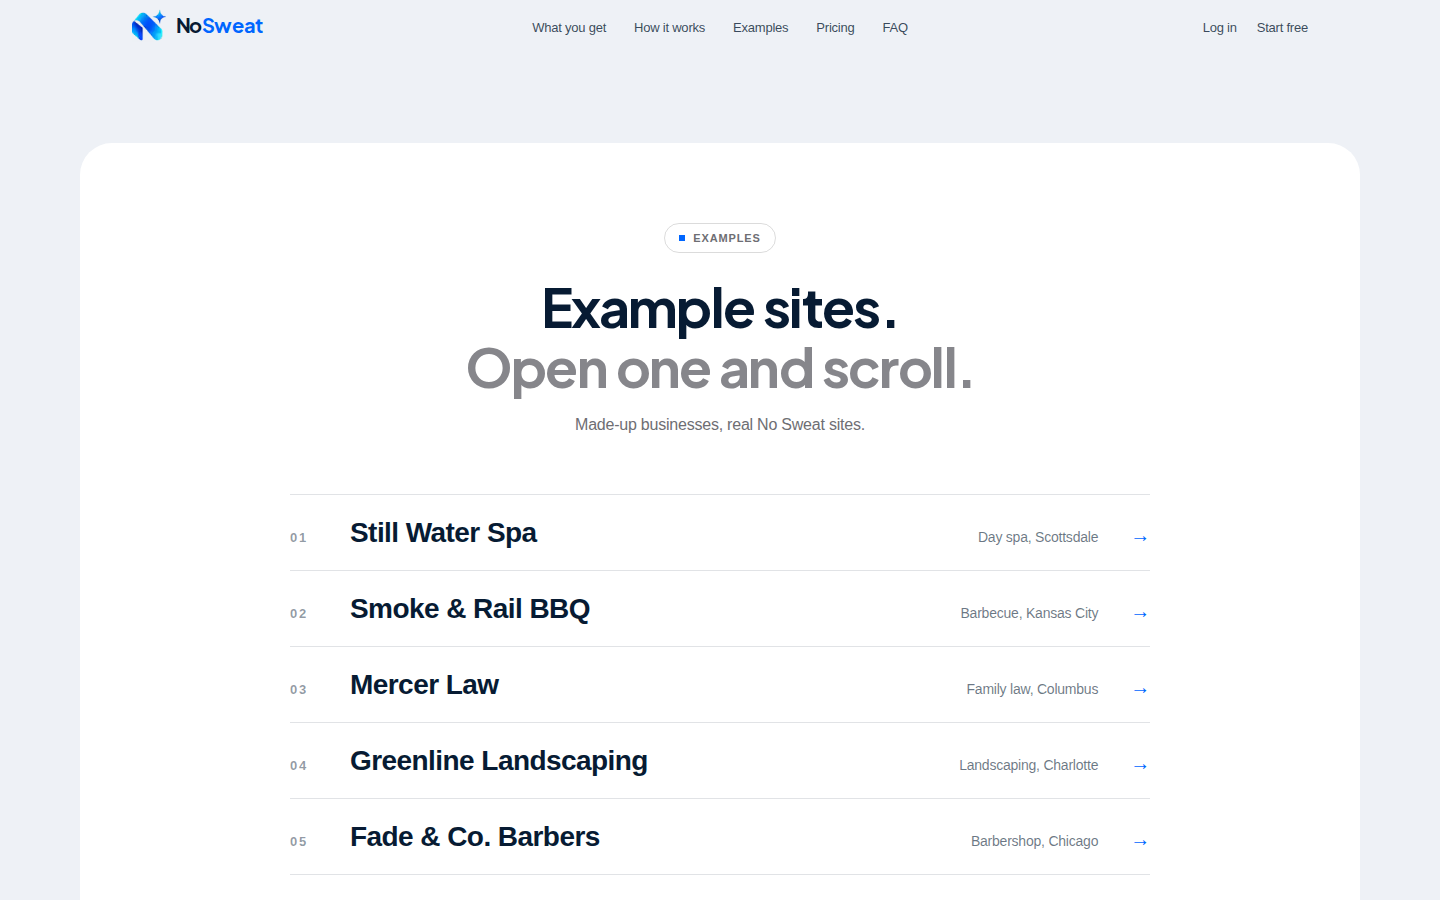 NoSweat
What you get
How it works
Examples
Pricing
FAQ
Log in
Start free
EXAMPLES
Example sites.
Open one and scroll.
Made-up businesses, real No Sweat sites.
01 Still Water Spa Day spa, Scottsdale →
02 Smoke & Rail BBQ Barbecue, Kansas City →
03 Mercer Law Family law, Columbus →
04 Greenline Landscaping Landscaping, Charlotte →
05 Fade & Co. Barbers Barbershop, Chicago →